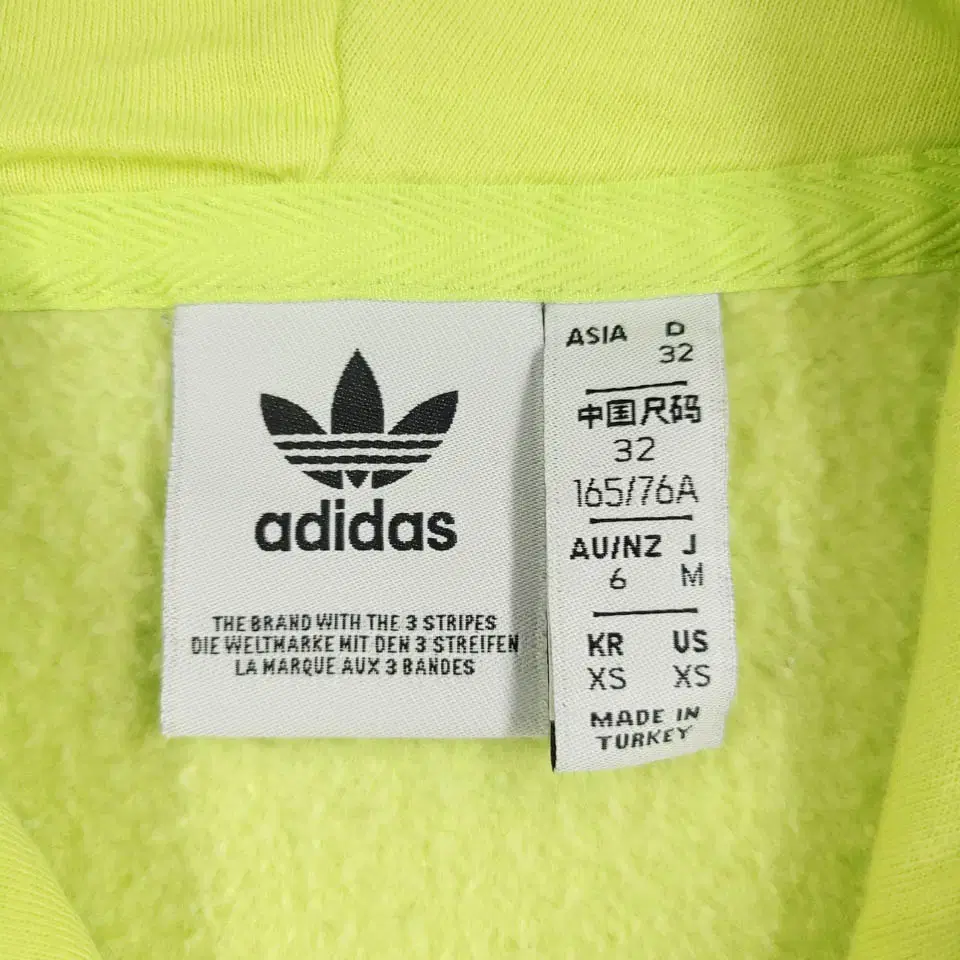 adidas
THE BRAND WITH THE 3 STRIPES
DIE WELTMARKE MIT DEN 3 STREIFEN
LA MARQUE AUX 3 BANDES
ASIA D
32
中国尺码
32
165/76A
AU/NZ J
6 M
KR US
XS XS
MADE IN
TURKEY